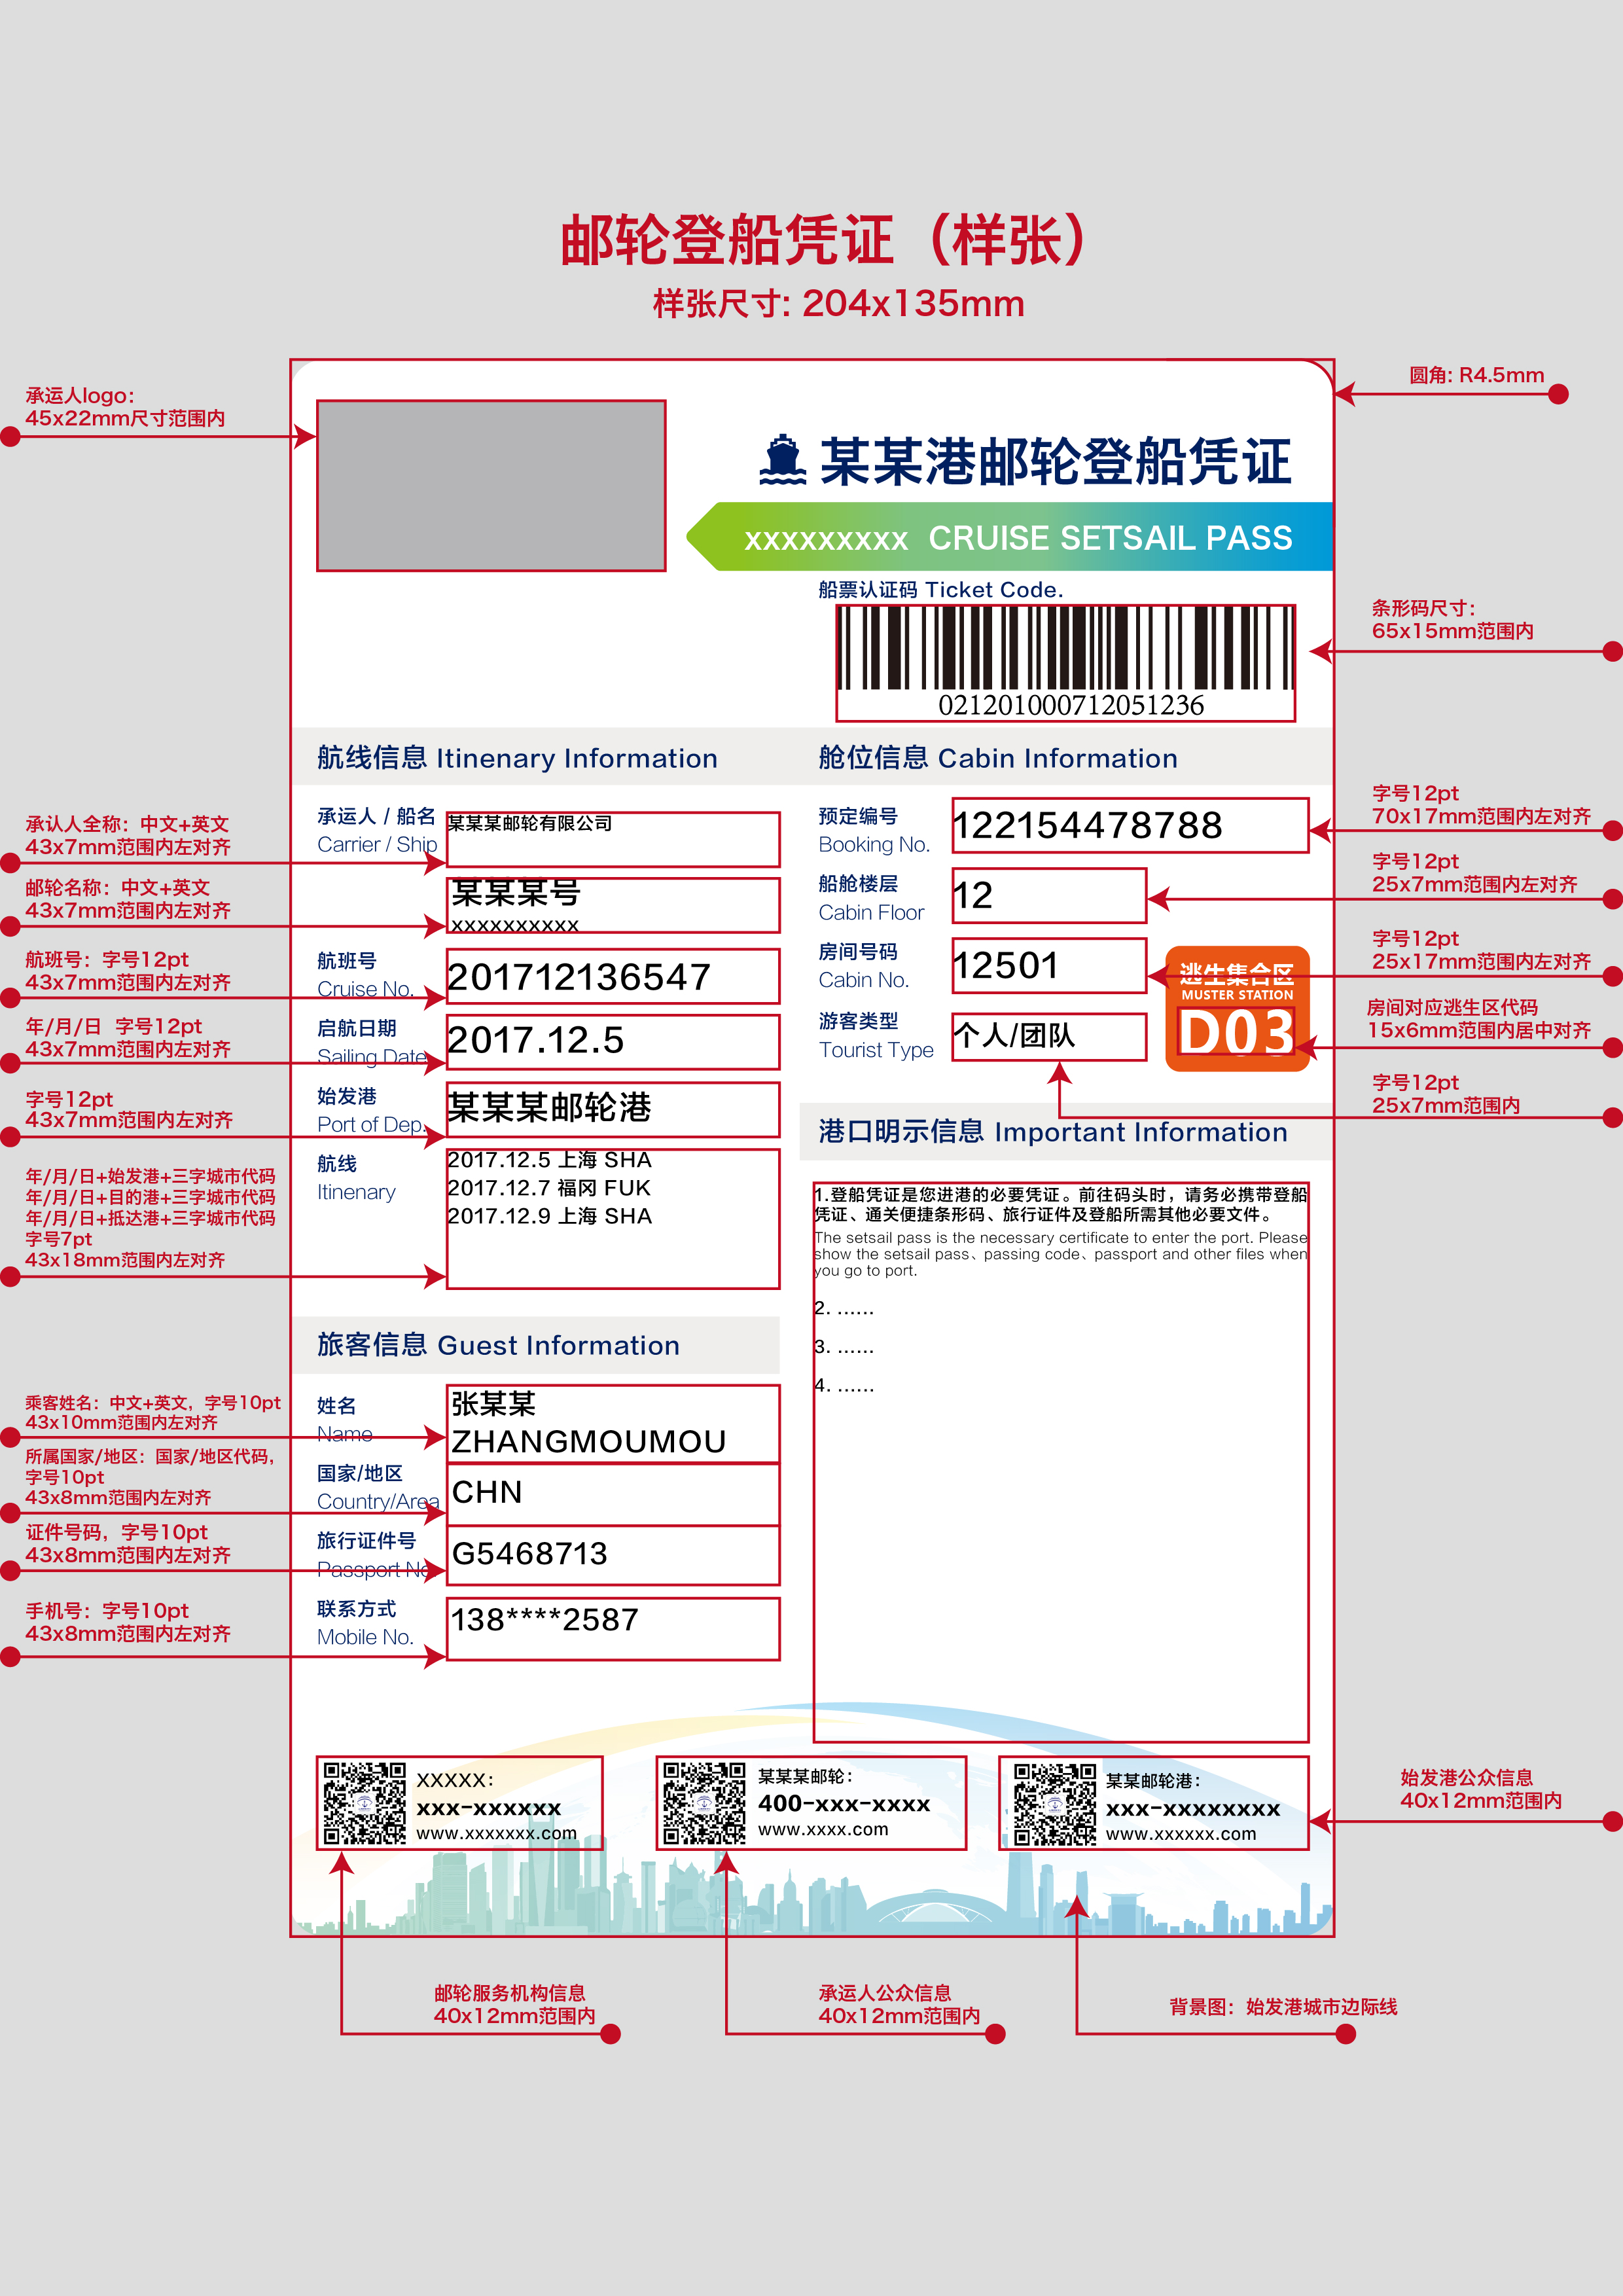 邮轮登船凭证（样张）
样张尺寸: 204x135mm
圆角: R4.5mm
承运人logo:
45x22mm尺寸范围内
某某港邮轮登船凭证
xxxxxxxxx CRUISE SETSAIL PASS
船票认证码 Ticket Code.
021201000712051236
条形码尺寸:
65x15mm范围内
航线信息 Itinenary Information
承认人全称: 中文+英文
43x7mm范围内左对齐
承运人 / 船名
Carrier / Ship
某某某邮轮有限公司
邮轮名称: 中文+英文
43x7mm范围内左对齐
某某某号
xxxxxxxxxx
航班号: 字号12pt
43x7mm范围内左对齐
航班号
Cruise No.
201712136547
年/月/日 字号12pt
43x7mm范围内左对齐
启航日期
Sailing Date
2017.12.5
字号12pt
43x7mm范围内左对齐
始发港
Port of Dep.
某某某邮轮港
年/月/日+始发港+三字城市代码
年/月/日+目的港+三字城市代码
年/月/日+抵达港+三字城市代码
字号7pt
43x18mm范围内左对齐
航线
Itinenary
2017.12.5 上海 SHA
2017.12.7 福冈 FUK
2017.12.9 上海 SHA
舱位信息 Cabin Information
预定编号
Booking No.
122154478788
字号12pt
70x17mm范围内左对齐
船舱楼层
Cabin Floor
12
字号12pt
25x7mm范围内左对齐
房间号码
Cabin No.
12501
字号12pt
25x17mm范围内左对齐
逃生集合区
MUSTER STATION
D03
房间对应逃生区代码
15x6mm范围内居中对齐
游客类型
Tourist Type
个人/团队
字号12pt
25x7mm范围内
港口明示信息 Important Information
1.登船凭证是您进港的必要凭证。前往码头时，请务必携带登船
凭证、通关便捷条形码、旅行证件及登船所需其他必要文件。
The setsail pass is the necessary certificate to enter the port. Please
show the setsail pass、passing code、passport and other files when
you go to port.
2. ......
3. ......
4. ......
旅客信息 Guest Information
乘客姓名: 中文+英文, 字号10pt
43x10mm范围内左对齐
姓名
Name
张某某
ZHANGMOUMOU
所属国家/地区: 国家/地区代码,
字号10pt
43x8mm范围内左对齐
国家/地区
Country/Area
CHN
证件号码, 字号10pt
43x8mm范围内左对齐
旅行证件号
Passport No.
G5468713
手机号: 字号10pt
43x8mm范围内左对齐
联系方式
Mobile No.
138****2587
XXXXX:
xxx-xxxxxx
www.xxxxxxx.com
某某某邮轮:
400-xxx-xxxx
www.xxxx.com
某某邮轮港:
xxx-xxxxxxxx
www.xxxxxx.com
始发港公众信息
40x12mm范围内
邮轮服务机构信息
40x12mm范围内
承运人公众信息
40x12mm范围内
背景图: 始发港城市边际线